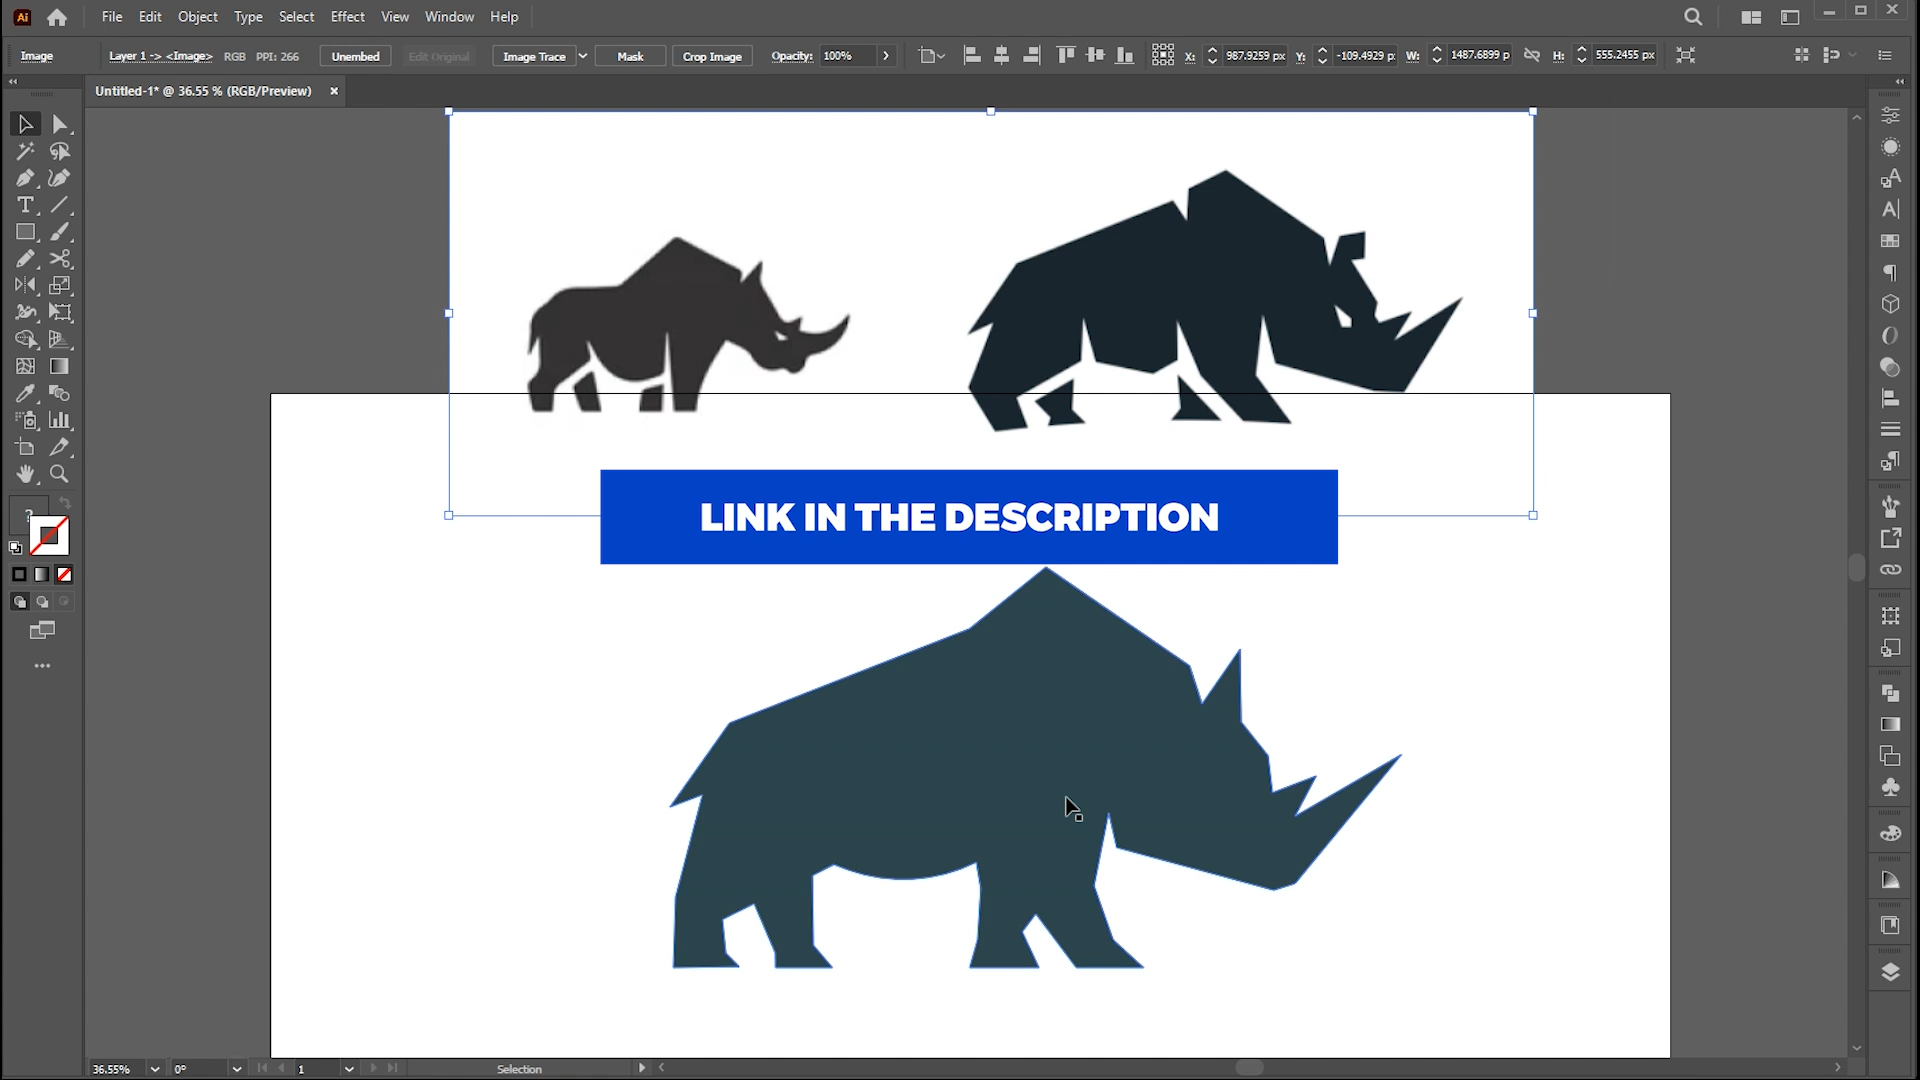 Ai File Edit Object Type Select Effect View Window Help
Image Layer 1 -> <Image> RGB PPI: 266 Unembed Edit Original Image Trace Mask Crop Image Opacity: 100% X: 987.9259 px Y: -109.4929 p: W: 1487.6899 p H: 555.2455 px
Untitled-1* @ 36.55 % (RGB/Preview)
?
LINK IN THE DESCRIPTION
36.55% 0° 1 Selection